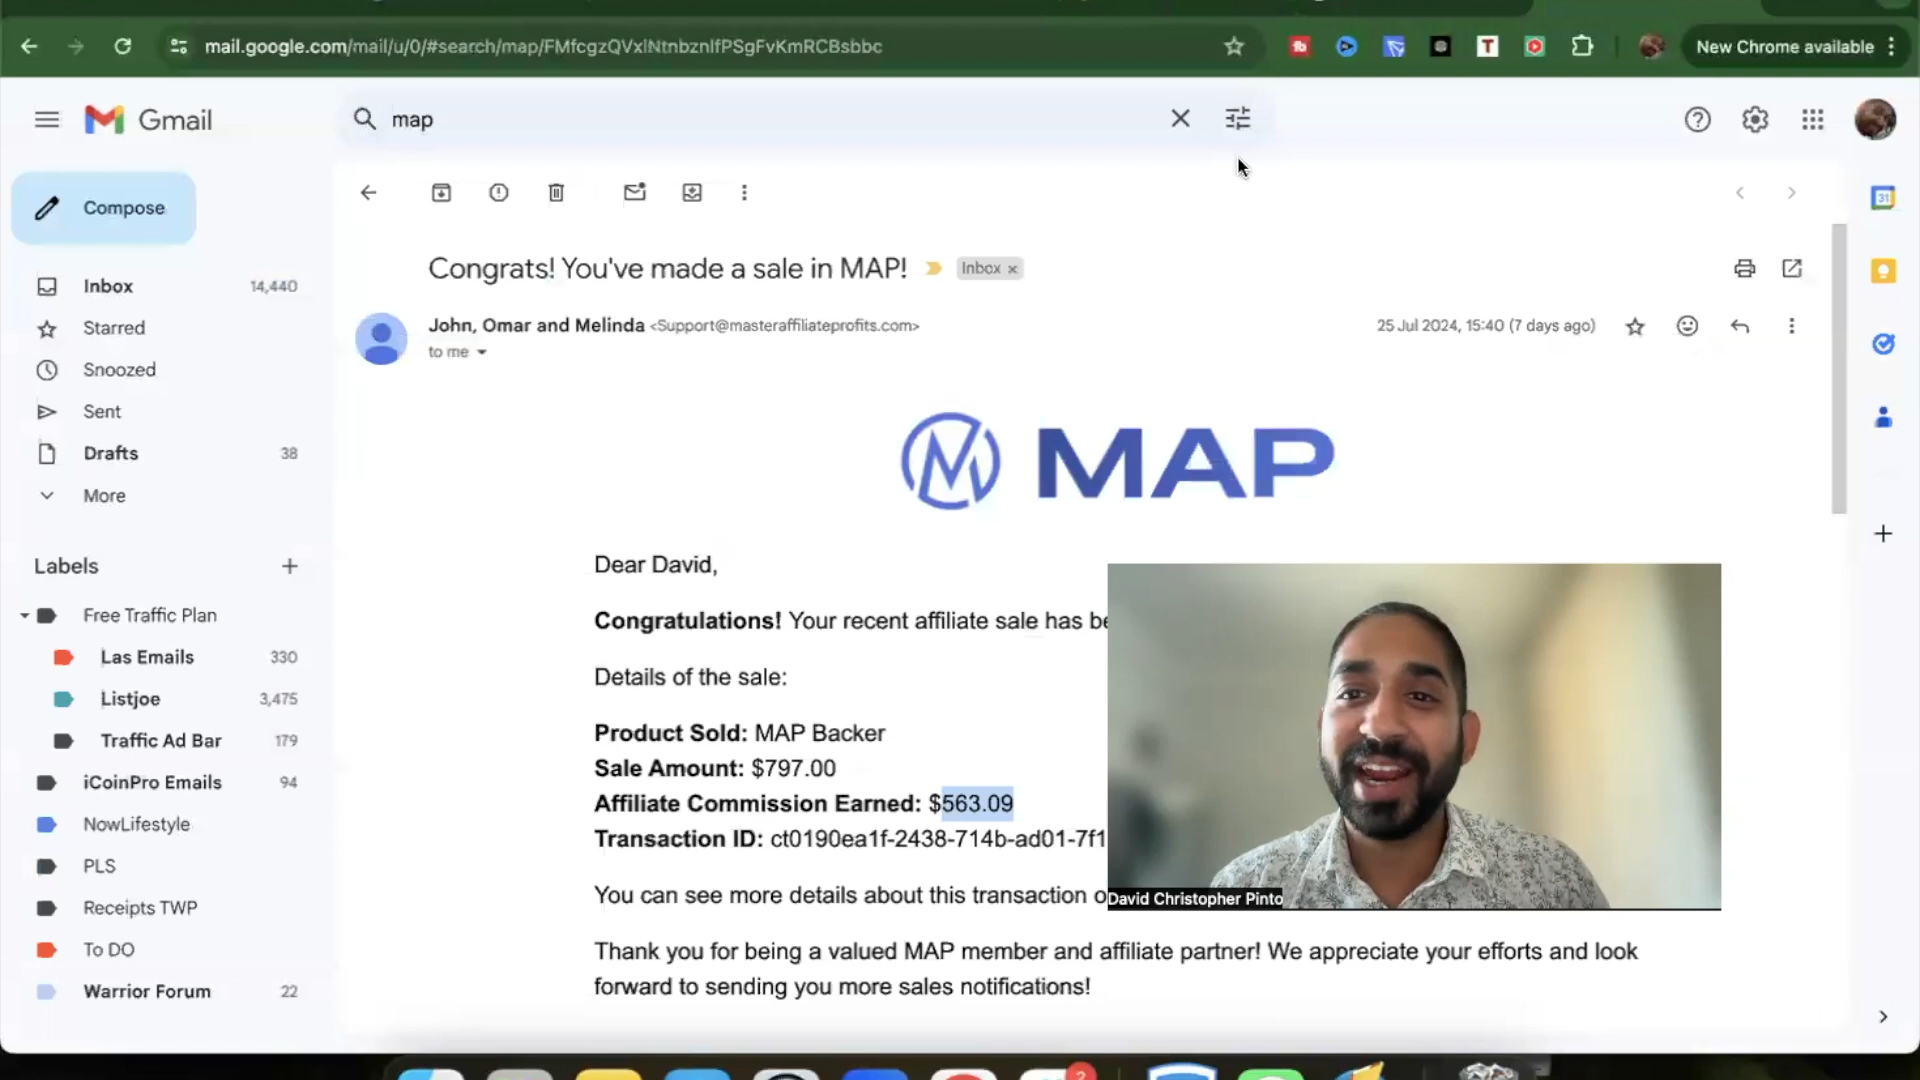 mail.google.com/mail/u/0/#search/map/FMfcgzQVxlNtnbznlfPSgFvKmRCBsbbc
New Chrome available
Gmail
map
Compose
Congrats! You've made a sale in MAP!
Inbox
31
Inbox 14,440
John, Omar and Melinda <Support@masteraffiliateprofits.com>
25 Jul 2024, 15:40 (7 days ago)
to me
Starred
Snoozed
Sent
Drafts 38
More
MAP
Labels
Dear David,
Free Traffic Plan
Congratulations! Your recent affiliate sale has be
Las Emails 330
Details of the sale:
Listjoe 3,475
Traffic Ad Bar 179
Product Sold: MAP Backer
Sale Amount: $797.00
iCoinPro Emails 94
Affiliate Commission Earned: $563.09
NowLifestyle
Transaction ID: ct0190ea1f-2438-714b-ad01-7f1
PLS
You can see more details about this transaction o
David Christopher Pinto
Receipts TWP
To DO
Thank you for being a valued MAP member and affiliate partner! We appreciate your efforts and look
forward to sending you more sales notifications!
Warrior Forum 22
2